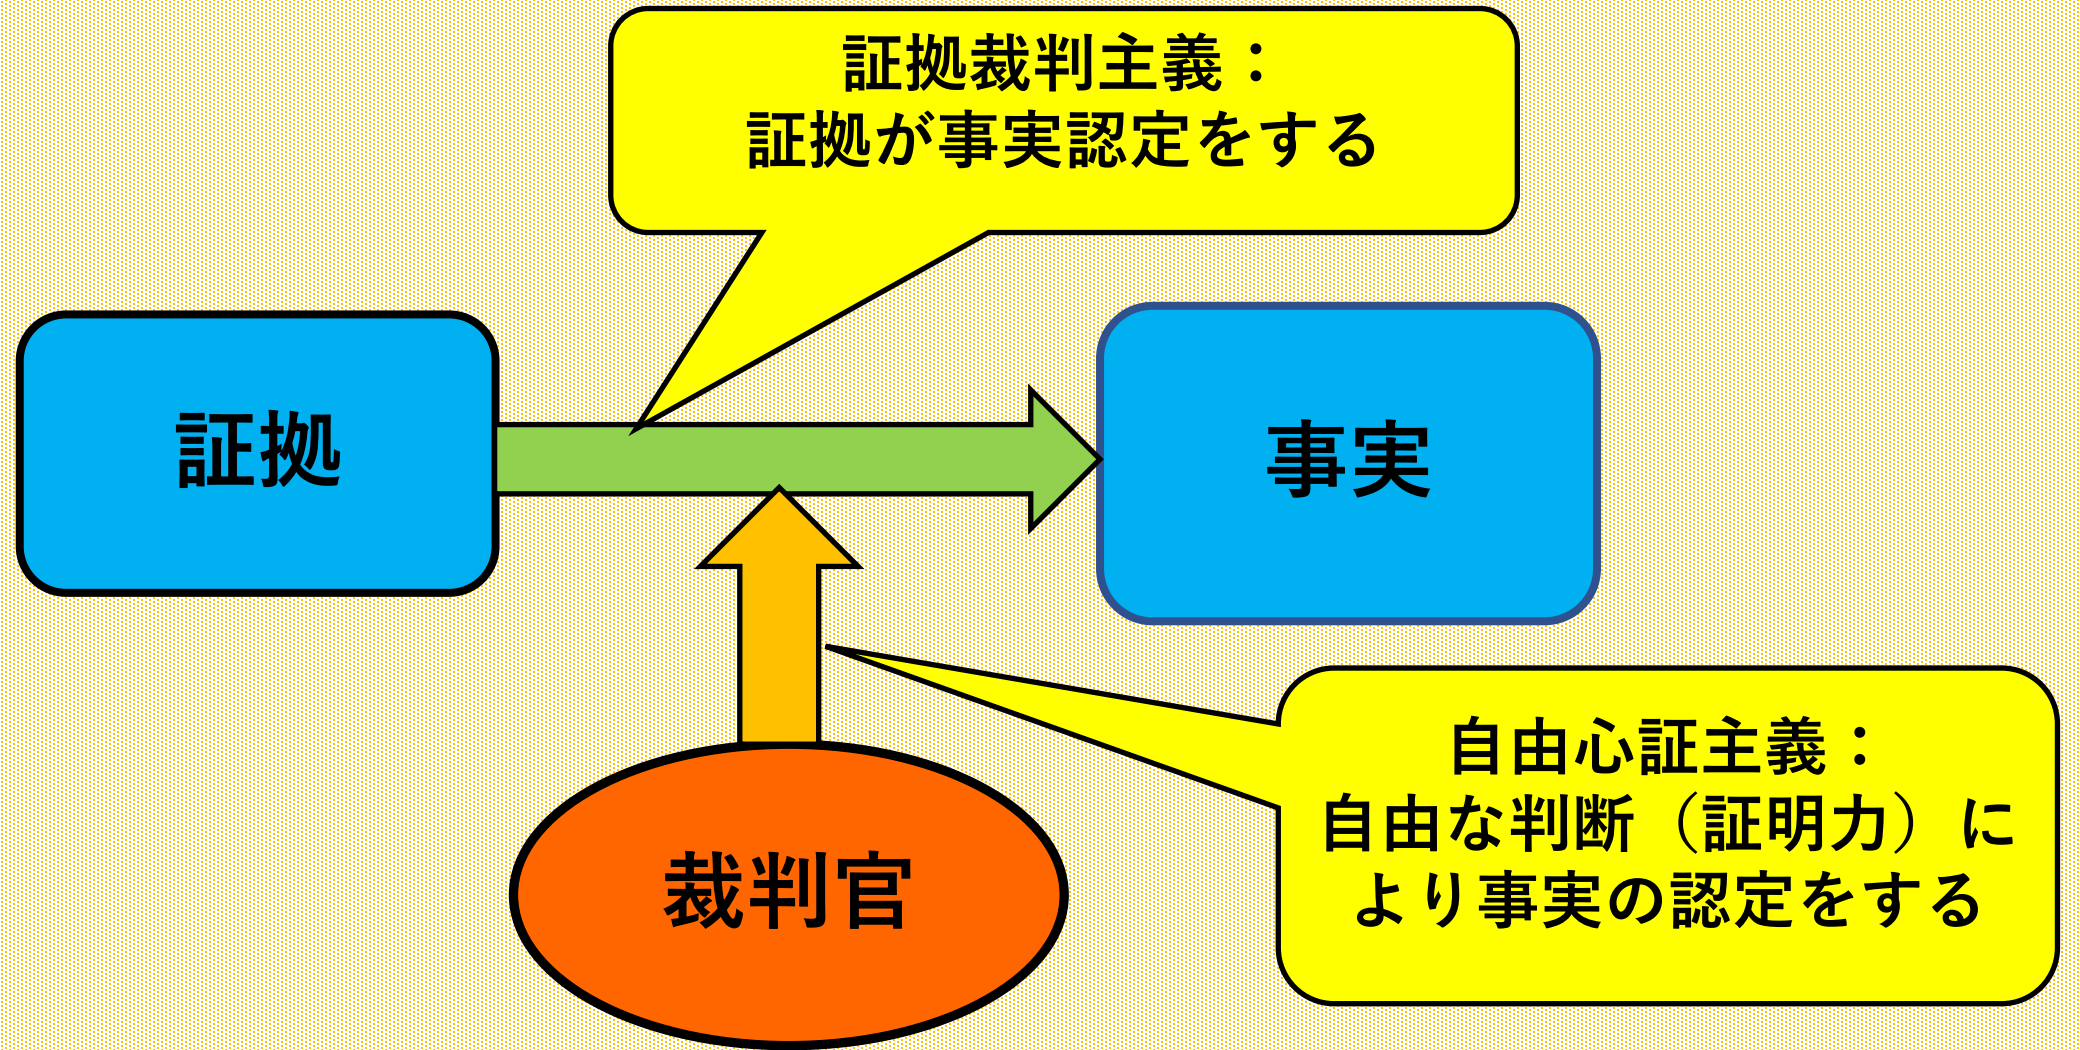 証拠裁判主義：
証拠が事実認定をする
証拠
事実
自由心証主義：
自由な判断（証明力）に
より事実の認定をする
裁判官